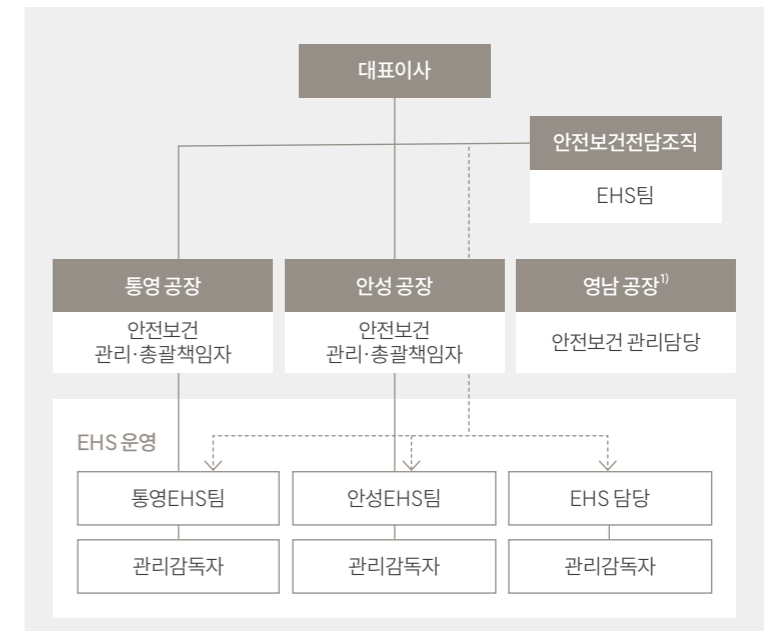 대표이사
안전보건전담조직
EHS팀
통영 공장
안성 공장
영남 공장1)
안전보건
관리·총괄책임자
안전보건
관리·총괄책임자
안전보건 관리담당
EHS 운영
통영EHS팀
안성EHS팀
EHS 담당
관리감독자
관리감독자
관리감독자